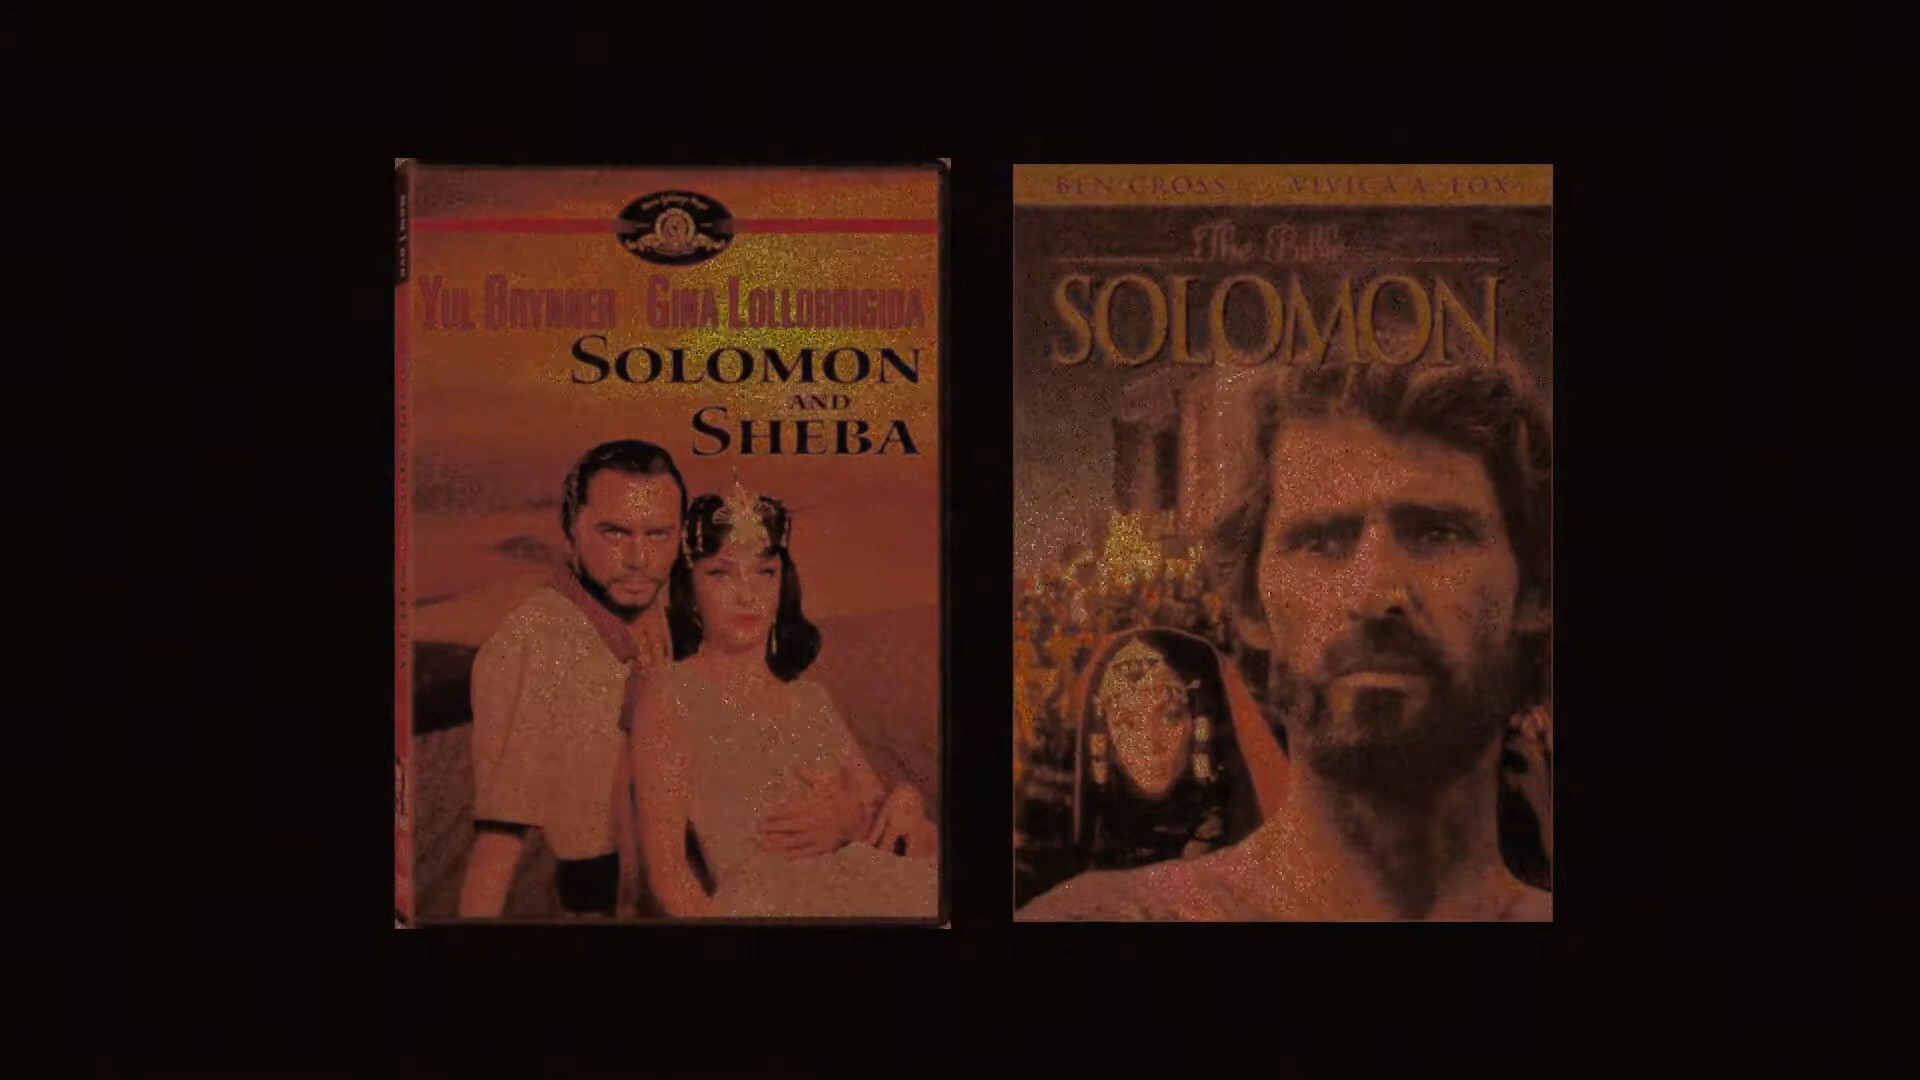 YUL BRYNNER GINA LOLLOBRIGIDA
SOLOMON
AND
SHEBA
BEN CROSS VIVICA A. FOX
The Bible
SOLOMON